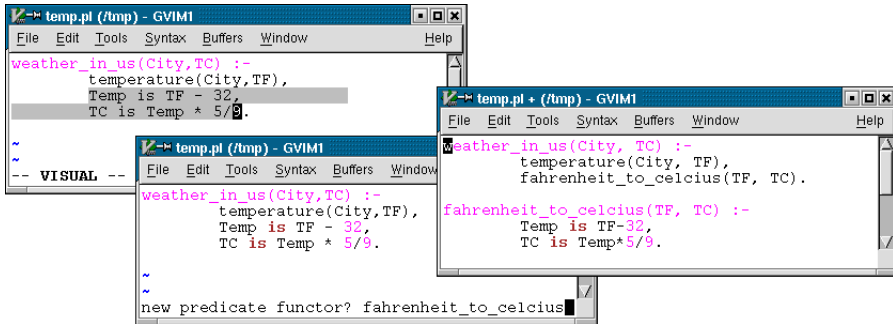 temp.pl (/tmp) - GVIM1
File Edit Tools Syntax Buffers Window Help
weather_in_us(City,TC) :-
temperature(City,TF),
Temp is TF - 32,
TC is Temp * 5/9.
~
~
-- VISUAL --
temp.pl (/tmp) - GVIM1
File Edit Tools Syntax Buffers Window
weather_in_us(City,TC) :-
temperature(City,TF),
Temp is TF - 32,
TC is Temp * 5/9.
~
~
new predicate functor? fahrenheit_to_celcius
temp.pl + (/tmp) - GVIM1
File Edit Tools Syntax Buffers Window Help
weather_in_us(City, TC) :-
temperature(City, TF),
fahrenheit_to_celcius(TF, TC).
fahrenheit_to_celcius(TF, TC) :-
Temp is TF-32,
TC is Temp*5/9.